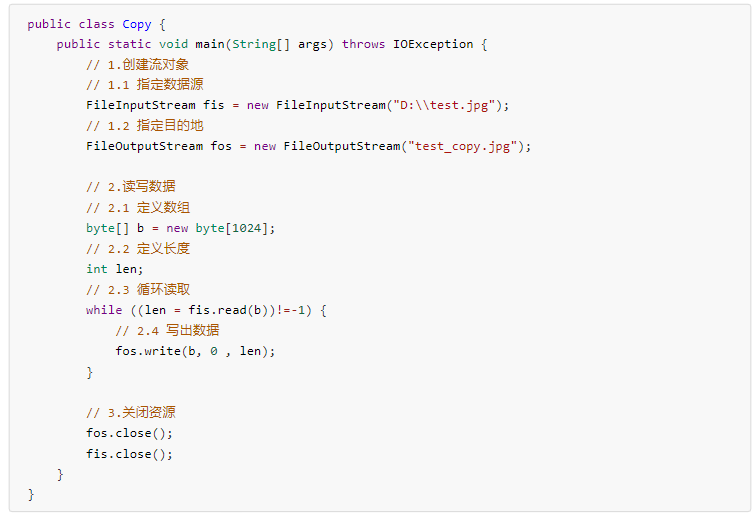 public class Copy {
    public static void main(String[] args) throws IOException {
        // 1.创建流对象
        // 1.1 指定数据源
        FileInputStream fis = new FileInputStream("D:\\test.jpg");
        // 1.2 指定目的地
        FileOutputStream fos = new FileOutputStream("test_copy.jpg");

        // 2.读写数据
        // 2.1 定义数组
        byte[] b = new byte[1024];
        // 2.2 定义长度
        int len;
        // 2.3 循环读取
        while ((len = fis.read(b))!=-1) {
            // 2.4 写出数据
            fos.write(b, 0 , len);
        }

        // 3.关闭资源
        fos.close();
        fis.close();
    }
}